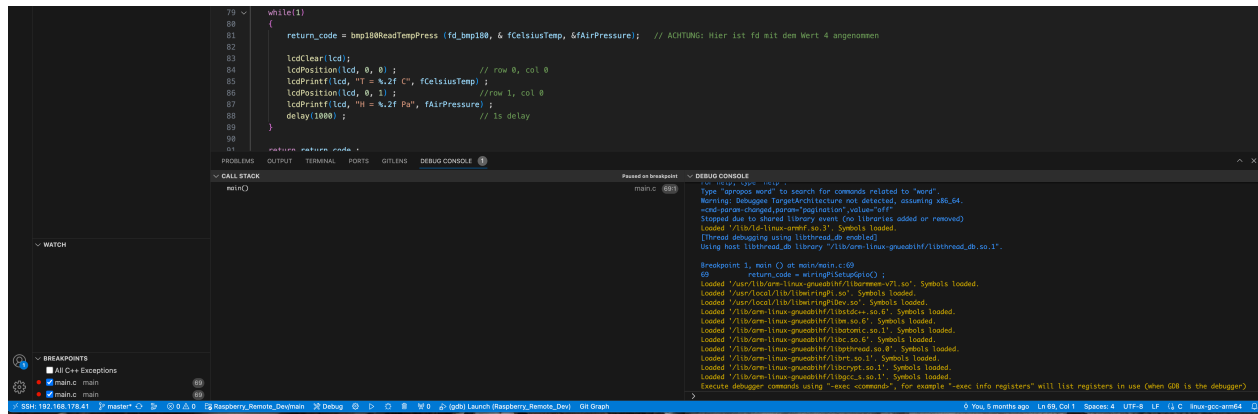 79 while(1)
80 {
81 return_code = bmp180ReadTempPress (fd_bmp180, & fCelsiusTemp, &fAirPressure); // ACHTUNG: Hier ist fd mit dem Wert 4 angenommen
82
83 lcdClear(lcd);
84 lcdPosition(lcd, 0, 0) ; // row 0, col 0
85 lcdPrintf(lcd, "T = %.2f C", fCelsiusTemp) ;
86 lcdPosition(lcd, 0, 1) ; //row 1, col 0
87 lcdPrintf(lcd, "H = %.2f Pa", fAirPressure) ;
88 delay(1000) ; // 1s delay
89 }
90
91 return return_code ;
PROBLEMS OUTPUT TERMINAL PORTS GITLENS DEBUG CONSOLE 1
CALL STACK Paused on breakpoint
main() main.c 69:1
WATCH
BREAKPOINTS
All C++ Exceptions
main.c main 69
main.c main 69
DEBUG CONSOLE
For help, type "help".
Type "apropos word" to search for commands related to "word".
Warning: Debuggee TargetArchitecture not detected, assuming x86_64.
=cmd-param-changed,param="pagination",value="off"
Stopped due to shared library event (no libraries added or removed)
Loaded '/lib/ld-linux-armhf.so.3'. Symbols loaded.
[Thread debugging using libthread_db enabled]
Using host libthread_db library "/lib/arm-linux-gnueabihf/libthread_db.so.1".
Breakpoint 1, main () at main/main.c:69
69 return_code = wiringPiSetupGpio() ;
Loaded '/usr/lib/arm-linux-gnueabihf/libarmmem-v7l.so'. Symbols loaded.
Loaded '/usr/local/lib/libwiringPi.so'. Symbols loaded.
Loaded '/usr/local/lib/libwiringPiDev.so'. Symbols loaded.
Loaded '/lib/arm-linux-gnueabihf/libstdc++.so.6'. Symbols loaded.
Loaded '/lib/arm-linux-gnueabihf/libm.so.6'. Symbols loaded.
Loaded '/lib/arm-linux-gnueabihf/libatomic.so.1'. Symbols loaded.
Loaded '/lib/arm-linux-gnueabihf/libc.so.6'. Symbols loaded.
Loaded '/lib/arm-linux-gnueabihf/libpthread.so.0'. Symbols loaded.
Loaded '/lib/arm-linux-gnueabihf/librt.so.1'. Symbols loaded.
Loaded '/lib/arm-linux-gnueabihf/libcrypt.so.1'. Symbols loaded.
Loaded '/lib/arm-linux-gnueabihf/libgcc_s.so.1'. Symbols loaded.
Execute debugger commands using "-exec <command>", for example "-exec info registers" will list registers in use (when GDB is the debugger)
>
SSH: 192.168.178.41 master* 0 0 Raspberry_Remote_Dev/main Debug 0 (gdb) Launch (Raspberry_Remote_Dev) Git Graph You, 5 months ago Ln 69, Col 1 Spaces: 4 UTF-8 LF C linux-gcc-arm64